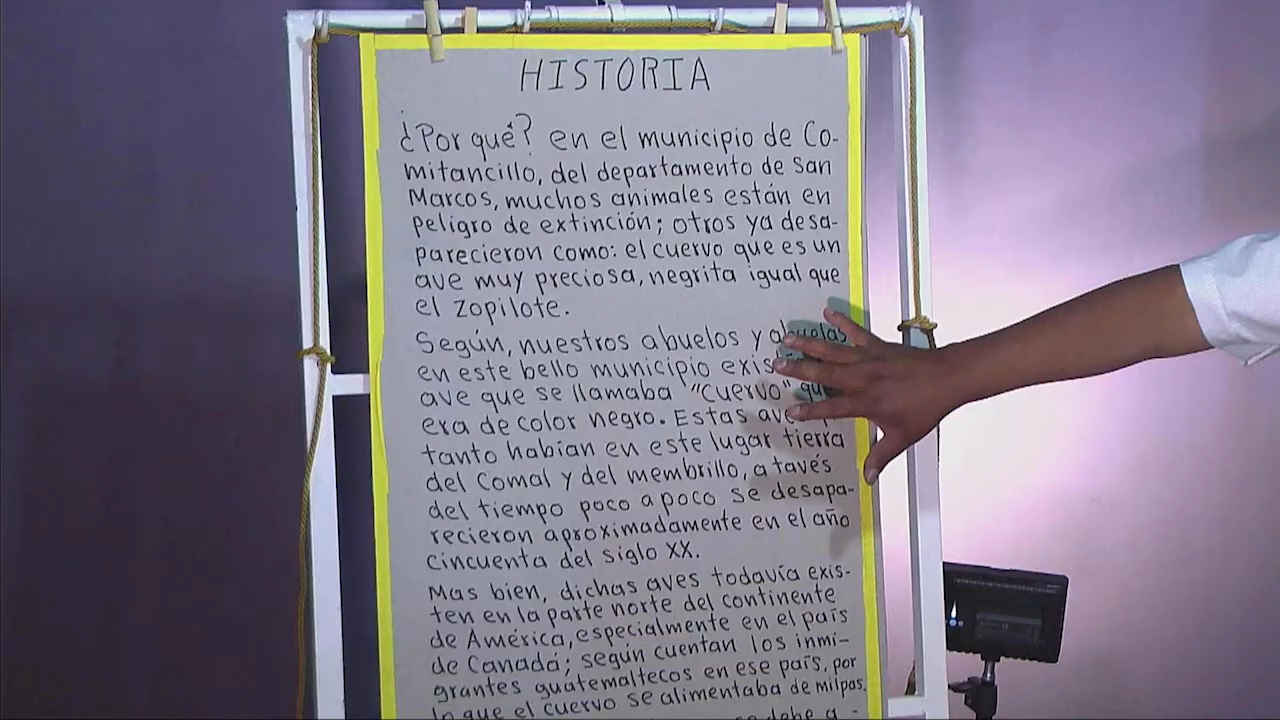 HISTORIA
¿Por qué? en el municipio de Co-
mitancillo, del departamento de San
Marcos, muchos animales están en
peligro de extinción; otros ya desa-
parecieron como: el cuervo que es un
ave muy preciosa, negrita igual que
el zopilote.
Según, nuestros abuelos y abuelas
en este bello municipio
ave que se llamaba "cuervo" que
era de color negro. Estas
tanto habían en este lugar tierra
del Comal y del membrillo, a tavés
del tiempo poco a poco se desapa-
recieron aproximadamente en el año
cincuenta del siglo XX.
Mas bien, dichas aves todavía exis-
ten en la parte norte del continente
de América, especialmente en el país
de Canadá; según cuentan los inmi-
grantes guatemaltecos en ese país, por
lo que el cuervo se alimentaba de milpas.
se debe a -